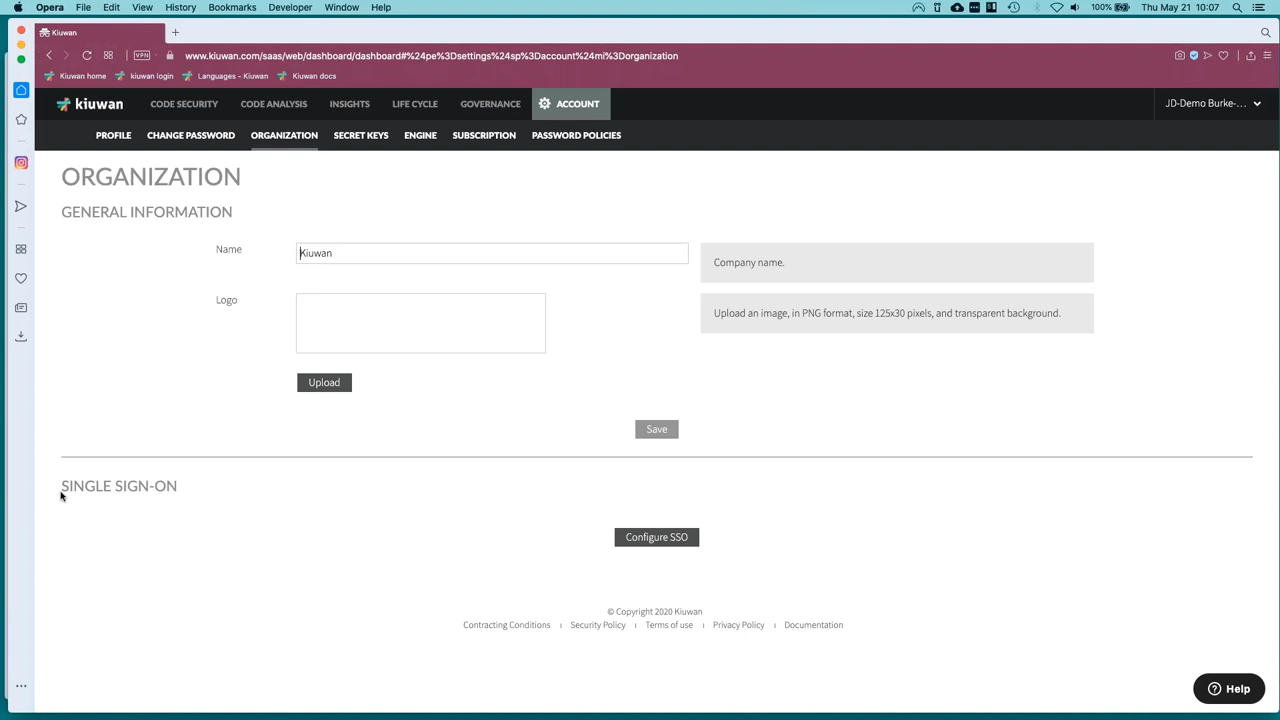 Opera File Edit View History Bookmarks Developer Window Help 100% Thu May 21 10:07
Kiuwan
VPN www.kiuwan.com/saas/web/dashboard/dashboard#%24pe%3Dsettings%24sp%3Daccount%24mi%3Dorganization
Kiuwan home kiuwan login Languages - Kiuwan Kiuwan docs
kiuwan CODE SECURITY CODE ANALYSIS INSIGHTS LIFE CYCLE GOVERNANCE ACCOUNT JD-Demo Burke-...
PROFILE CHANGE PASSWORD ORGANIZATION SECRET KEYS ENGINE SUBSCRIPTION PASSWORD POLICIES
ORGANIZATION
GENERAL INFORMATION
Name Kiuwan Company name.
Logo Upload an image, in PNG format, size 125x30 pixels, and transparent background.
Upload
Save
SINGLE SIGN-ON
Configure SSO
© Copyright 2020 Kiuwan
Contracting Conditions | Security Policy | Terms of use | Privacy Policy | Documentation
Help